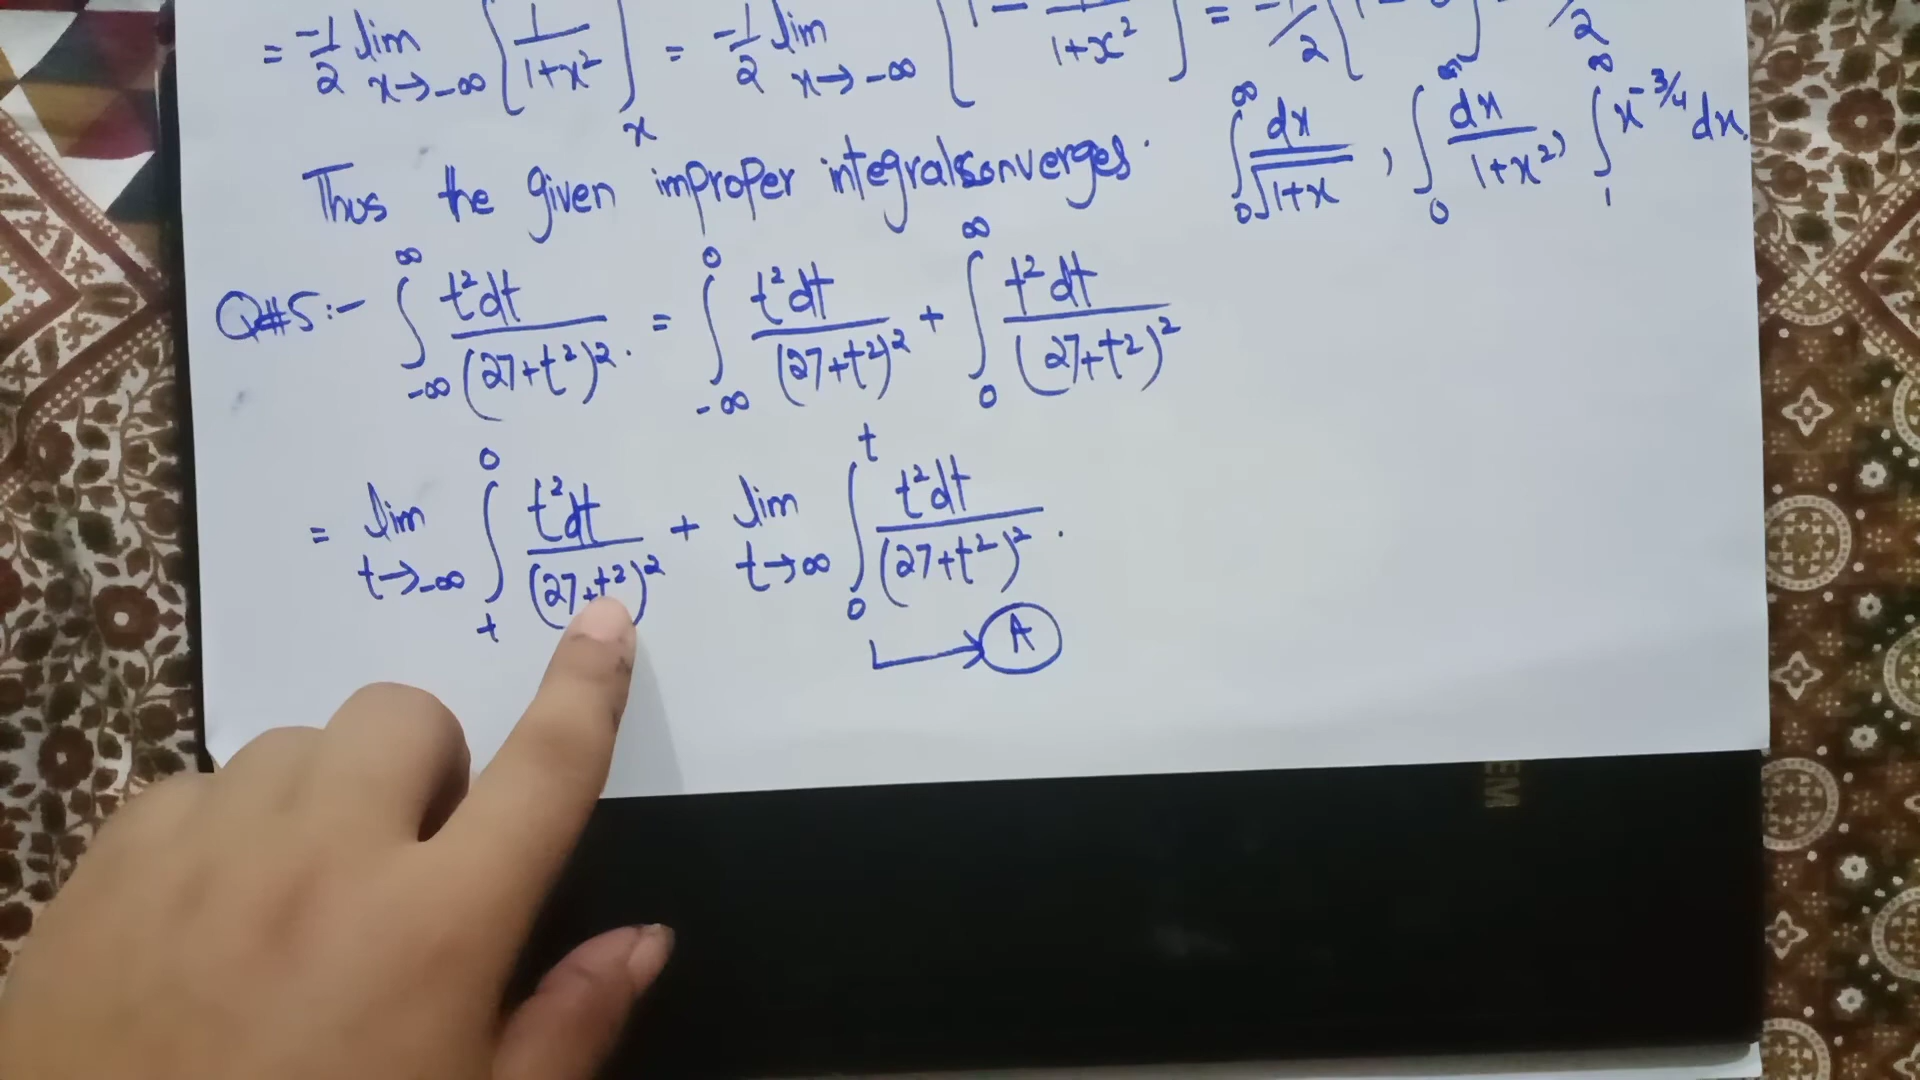 = -1/2 lim x→-∞ [1/(1+x²)]x = -1/2 lim x→-∞ [1 - 1/(1+x²)] = -1/2
Thus the given improper integral converges. ∫₀^∞ dx/√(1+x), ∫₀^∞ dx/(1+x²), ∫₁^∞ x^(-3/4) dx.
Q#5:- ∫_{-∞}^∞ t²dt/(27+t²)². = ∫_{-∞}^0 t²dt/(27+t²)² + ∫₀^∞ t²dt/(27+t²)²
= lim t→-∞ ∫_t^0 t²dt/(27+t²)² + lim t→∞ ∫₀^t t²dt/(27+t²)².
A
EM